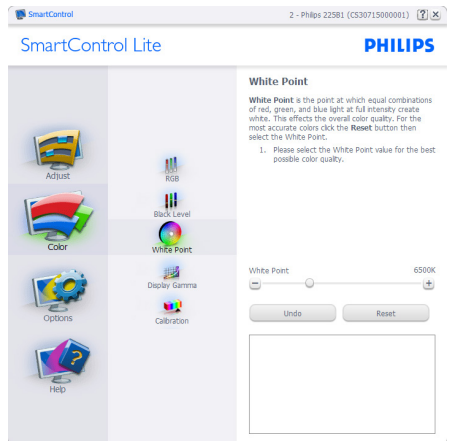 SmartControl
2 - Philips 225B1 (CS30715000001)
SmartControl Lite
PHILIPS
Adjust
Color
Options
Help
RGB
Black Level
White Point
Display Gamma
Calibration
White Point
White Point is the point at which equal combinations
of red, green, and blue light at full intensity create
white. This effects the overall color quality. For the
most accurate colors click the Reset button then
select the White Point.
1. Please select the White Point value for the best
possible color quality.
White Point 6500K
Undo Reset